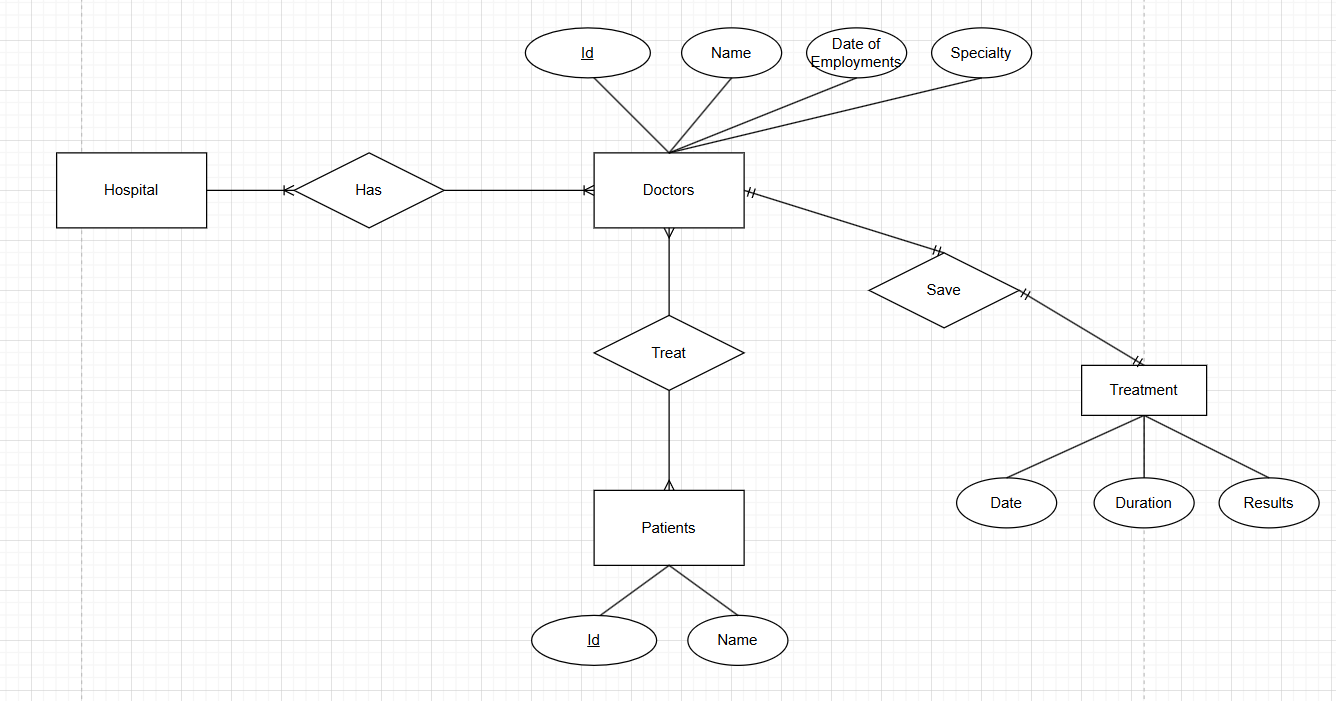 Id
Name
Date of
Employments
Specialty
Hospital
Has
Doctors
Save
Treat
Treatment
Date
Duration
Results
Patients
Id
Name